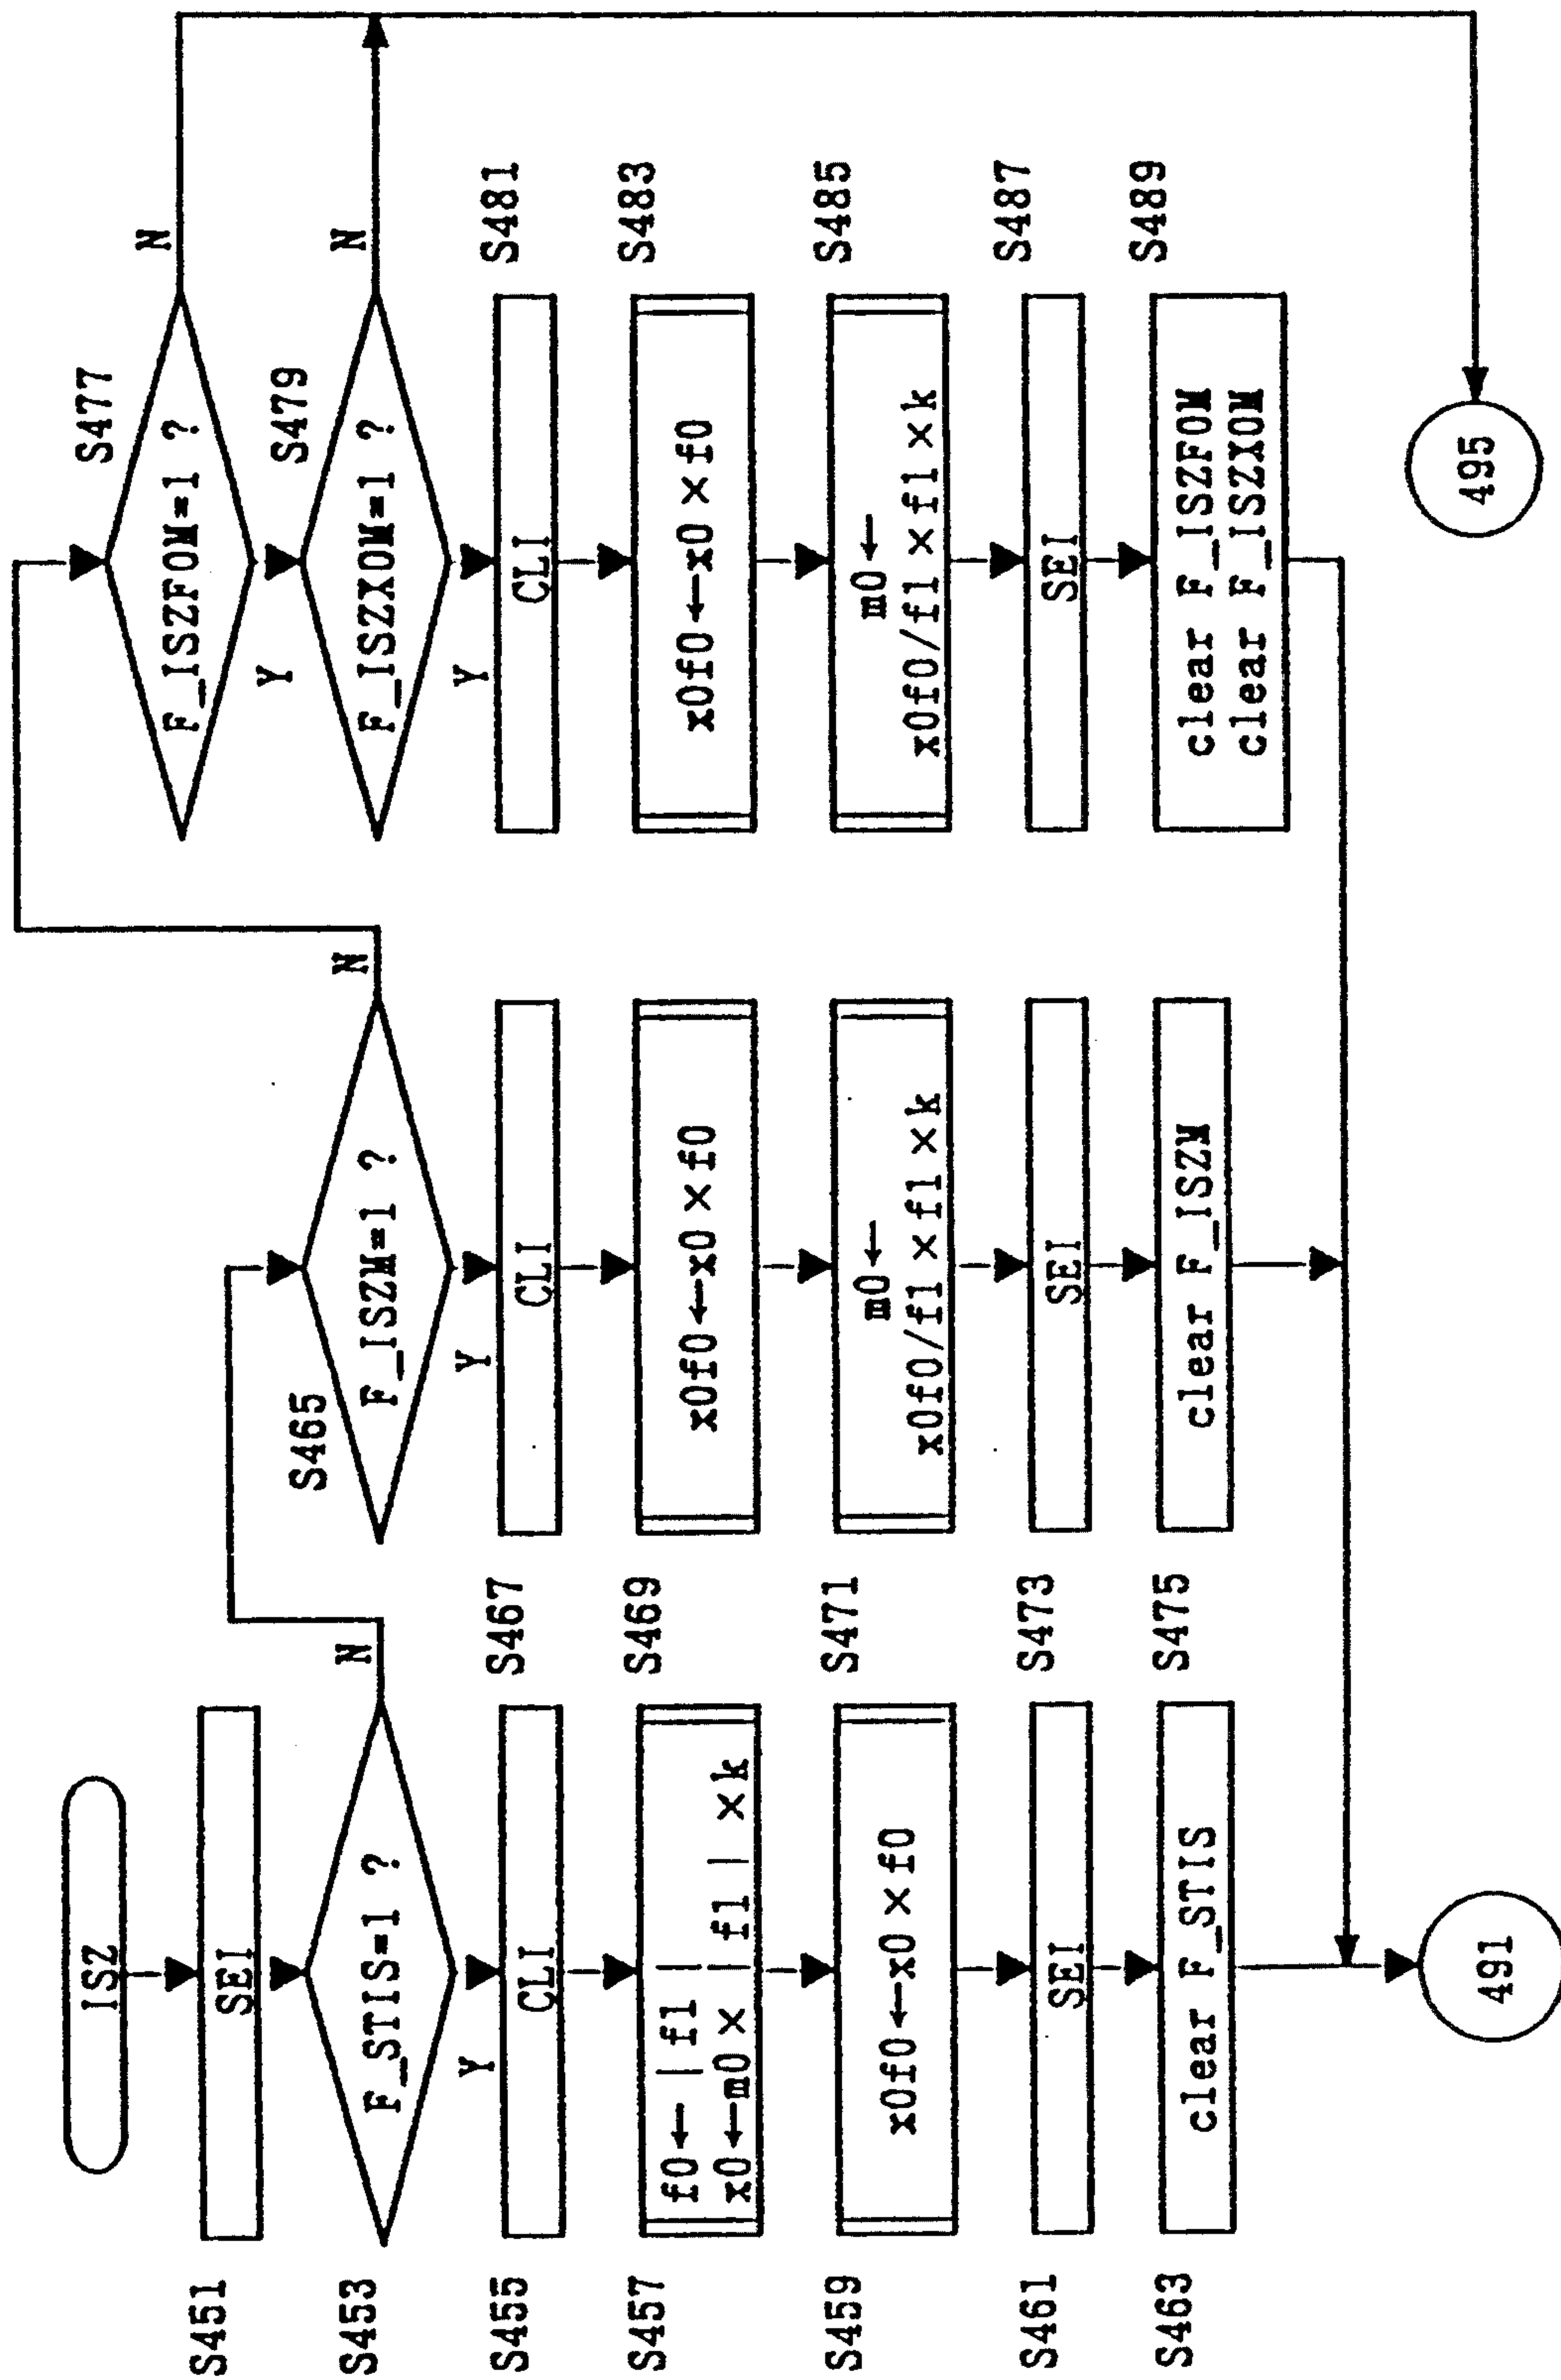 ISZ
S451
SEI
S453
F_STIS=1 ?
N
Y
S455
CLI
S457
f0← |f1 |
x0←m0× |f1| ×k
S459
x0f0←x0×f0
S461
SEI
S463
clear F_STIS
491
S465
F_ISZM=1 ?
N
Y
S467
CLI
S469
x0f0←x0×f0
S471
m0←
x0f0/f1×f1×k
S473
SEI
S475
clear F_ISZM
S477
F_ISZF0M=1 ?
N
Y
S479
F_ISZX0M=1 ?
N
Y
S481
CLI
S483
x0f0←x0×f0
S485
m0←
x0f0/f1×f1×k
S487
SEI
S489
clear F_ISZF0M
clear F_ISZX0M
495